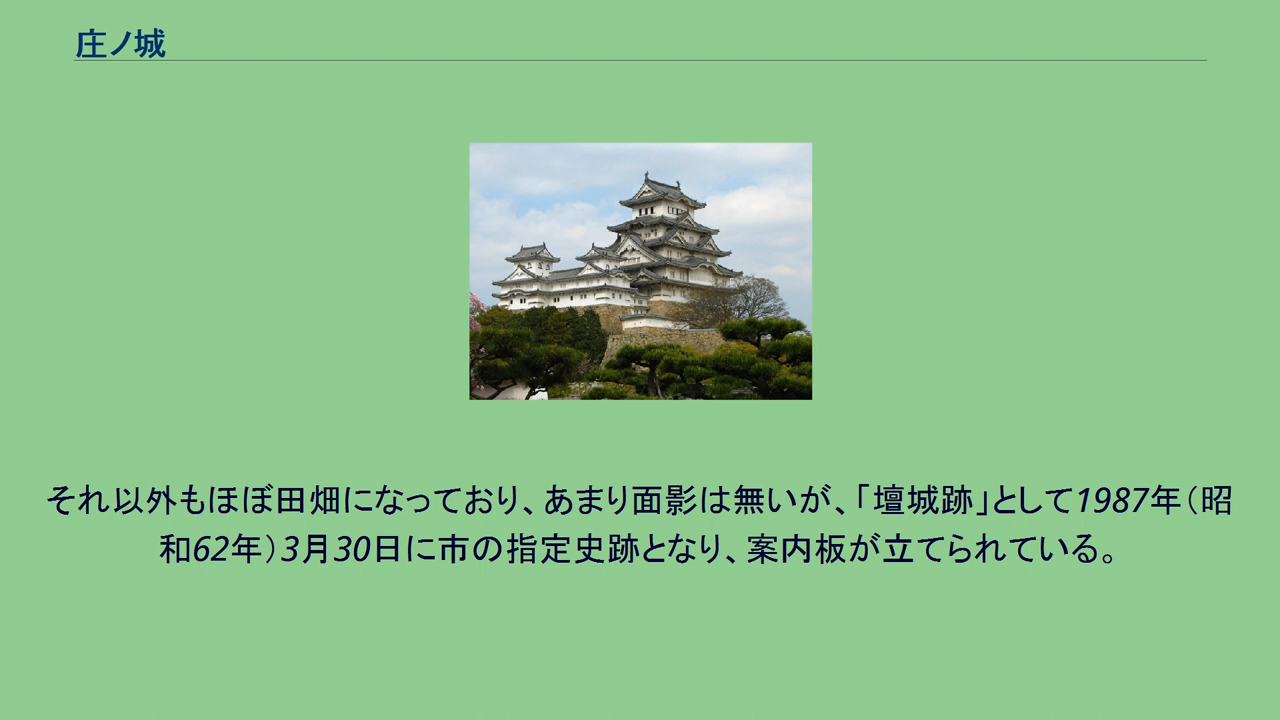 庄ノ城
それ以外もほぼ田畑になっており、あまり面影は無いが、「壇城跡」として1987年（昭
和62年）3月30日に市の指定史跡となり、案内板が立てられている。